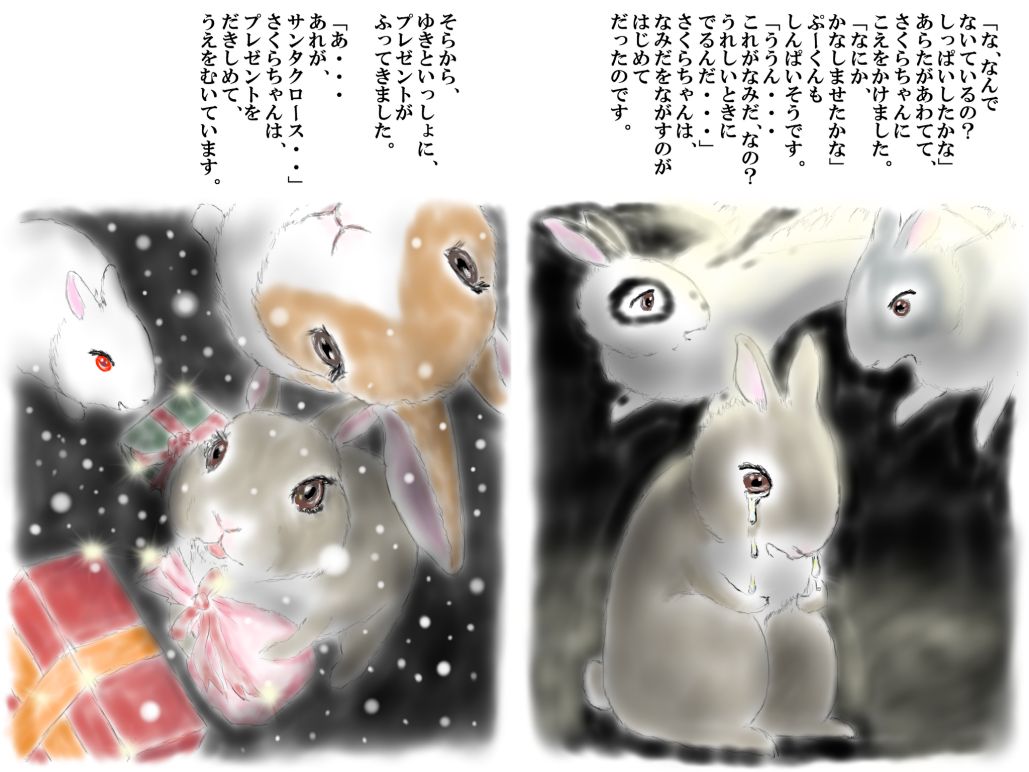 「な、なんで
ないているの？
しっぱいしたかな」
あらたがあわてて、
さくらちゃんに
こえをかけました。
「なにか、
かなしませたかな」
ぷーくんも
しんぱいそうです。
「ううん・・・
これがなみだ、なの？
うれしいときに
でるんだ・・・」
さくらちゃんは、
なみだをながすのが
はじめて
だったのです。
そらから、
ゆきといっしょに、
プレゼントが
ふってきました。
「あ・・・
あれが、
サンタクロース・・」
さくらちゃんは、
プレゼントを
だきしめて、
うえをむいています。